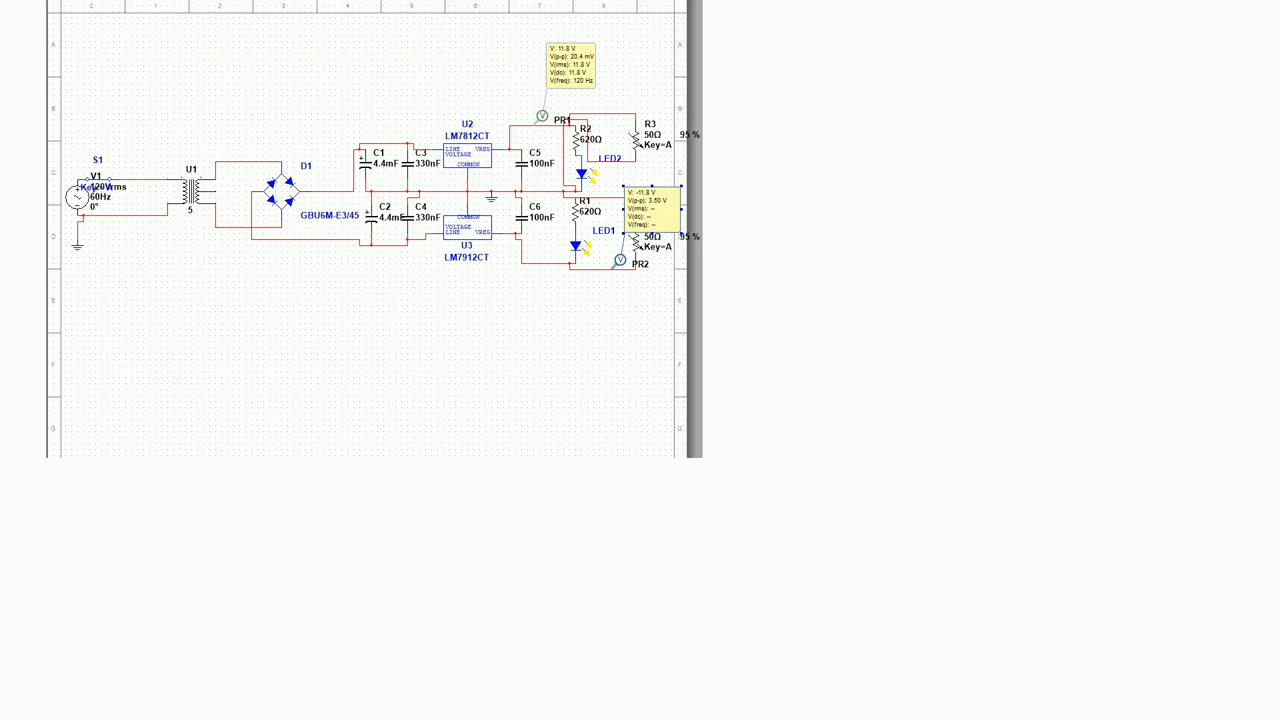 0 1 2 3 4 5 6 7 8
A A
B B
C C
D D
E E
F F
G G
V: 11.8 V
V(p-p): 20.4 mV
V(rms): 11.8 V
V(dc): 11.8 V
V(freq): 120 Hz
V
PR1
S1
V1
120Vrms
60Hz
0°
U1
5
D1
GBU6M-E3/45
C1
4.4mF
C3
330nF
U2
LM7812CT
LINE VREG
VOLTAGE
COMMON
C5
100nF
R2
620Ω
LED2
R3
50Ω
Key=A
95 %
C2
4.4mF
C4
330nF
COMMON
VOLTAGE
LINE VREG
U3
LM7912CT
C6
100nF
R1
620Ω
LED1
V: -11.8 V
V(p-p): 3.50 V
V(rms): --
V(dc): --
V(freq): --
50Ω
Key=A
95 %
V
PR2